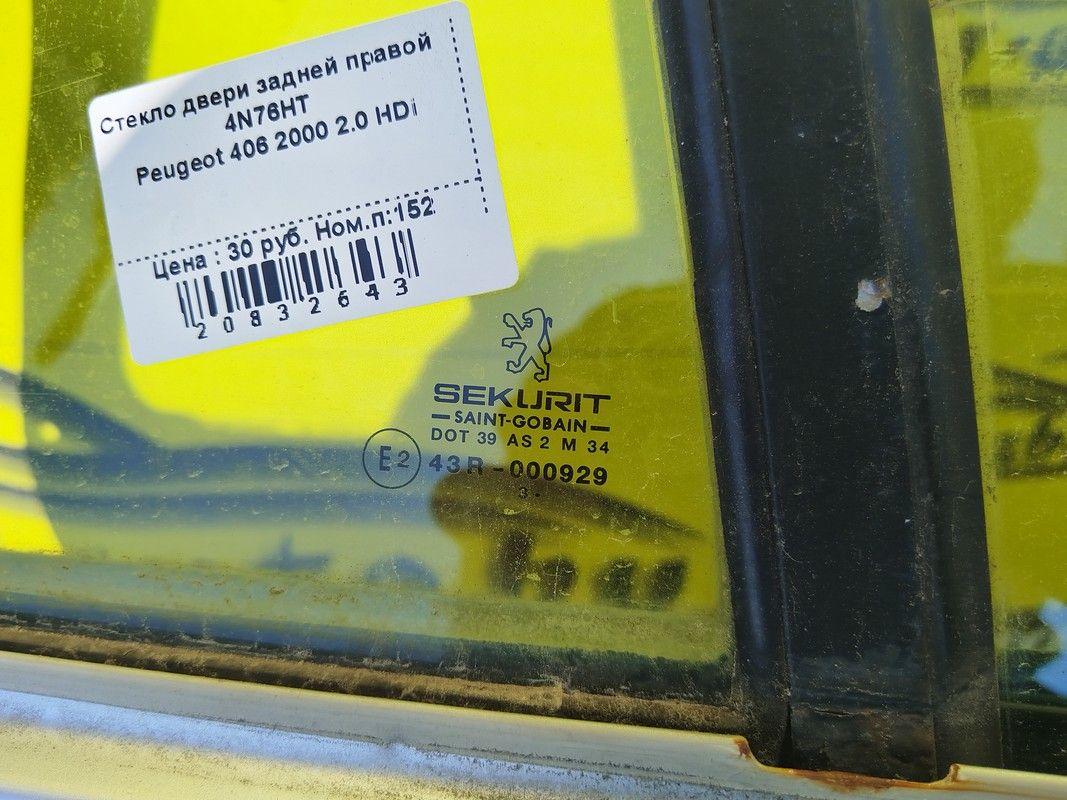 Стекло двери задней правой
4N76HT
Peugeot 406 2000 2.0 HDi
Цена : 30 руб. Ном.п:152
20832643
SEKURIT
SAINT-GOBAIN
DOT 39 AS 2 M 34
E2 43R-000929
3 .